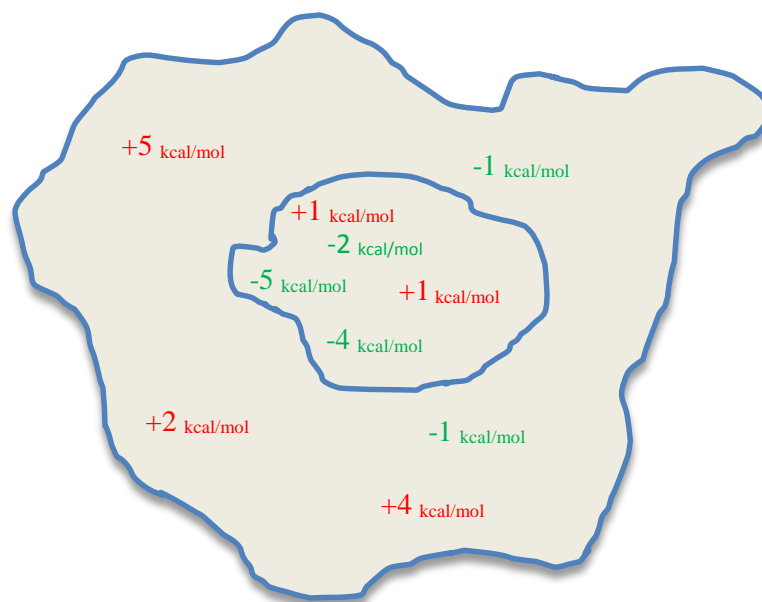 +5 kcal/mol
-1 kcal/mol
+1 kcal/mol
-2 kcal/mol
-5 kcal/mol
+1 kcal/mol
-4 kcal/mol
+2 kcal/mol
-1 kcal/mol
+4 kcal/mol